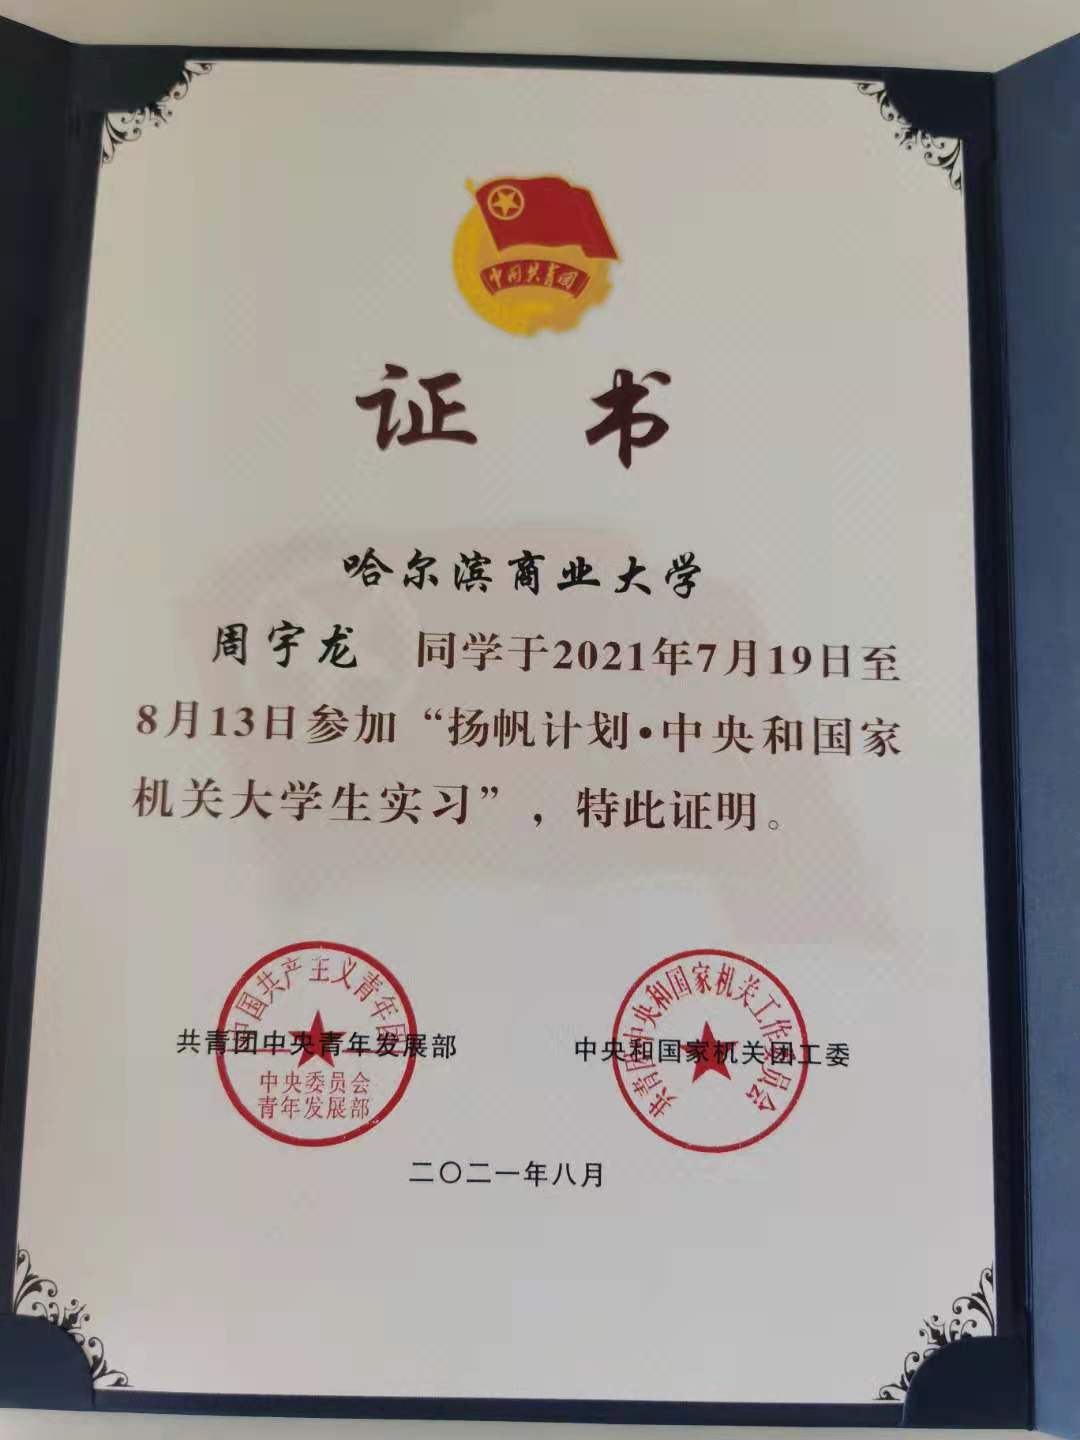 中国共青团
证书
哈尔滨商业大学
周宇龙 同学于2021年7月19日至
8月13日参加“扬帆计划·中央和国家
机关大学生实习”，特此证明。
中国共产主义青年团
共青团中央青年发展部
中央委员会
青年发展部
共青团中央和国家机关工作委员会
中央和国家机关团工委
二〇二一年八月